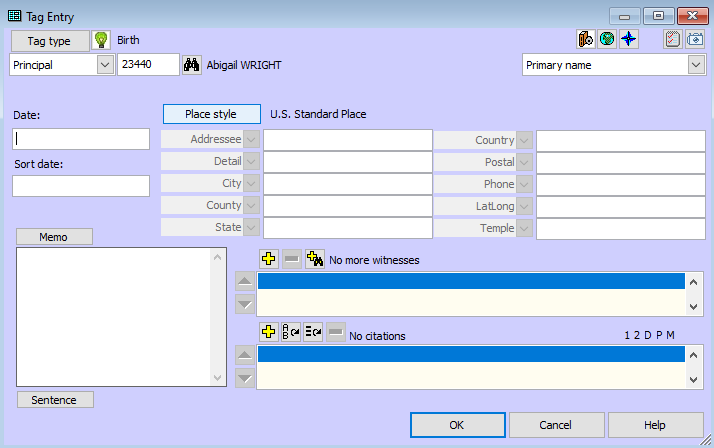 Tag Entry
Tag type Birth
Principal 23440 Abigail WRIGHT Primary name
Date: Place style U.S. Standard Place
Addressee Country
Sort date: Detail Postal
City Phone
County LatLong
State Temple
Memo
No more witnesses
No citations 1 2 D P M
Sentence
OK Cancel Help